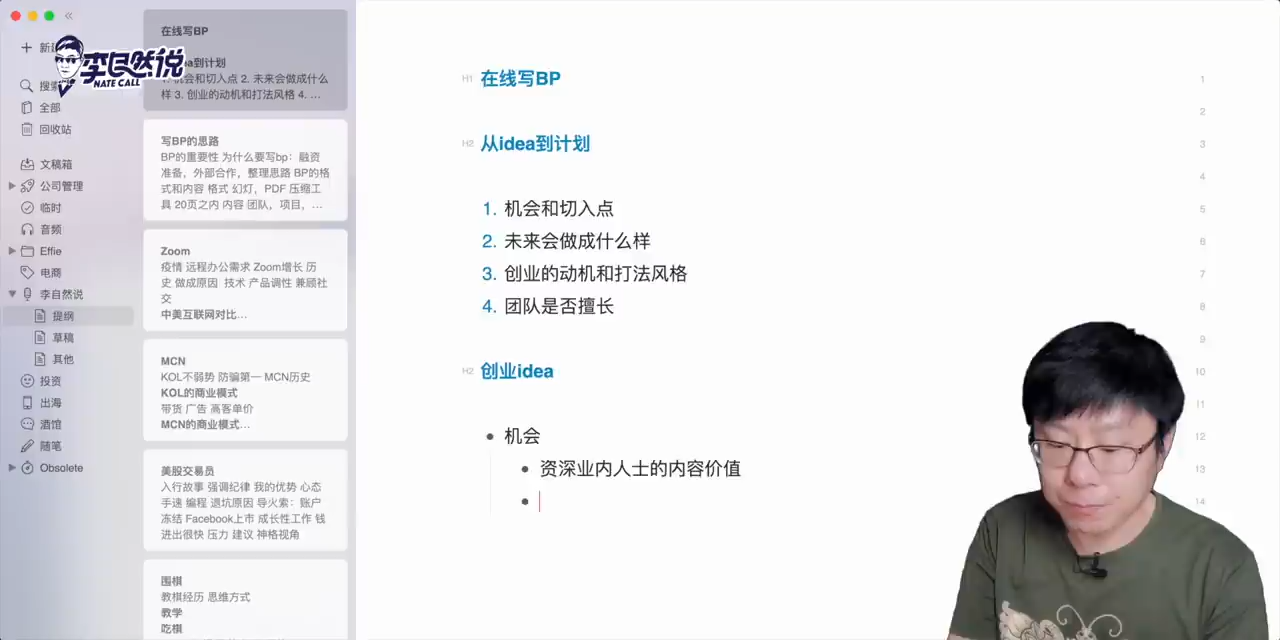 李自然说
NATE CALL
新建
搜索
全部
回收站
文稿箱
公司管理
临时
音频
Effie
电商
李自然说
提纲
草稿
其他
投资
出海
酒馆
随笔
Obsolete
在线写BP
idea到计划
1. 机会和切入点 2. 未来会做成什么
样 3. 创业的动机和打法风格 4. …
写BP的思路
BP的重要性 为什么要写bp：融资
准备，外部合作，整理思路 BP的格
式和内容 格式 幻灯，PDF 压缩工
具 20页之内 内容 团队，项目，…
Zoom
疫情 远程办公需求 Zoom增长 历
史 做成原因 技术 产品调性 兼顾社
交
中美互联网对比…
MCN
KOL不弱势 防骗第一 MCN历史
KOL的商业模式
带货 广告 高客单价
MCN的商业模式…
美股交易员
入行故事 强调纪律 我的优势 心态
手速 编程 退坑原因 导火索：账户
冻结 Facebook上市 成长性工作 钱
进出很快 压力 建议 神格视角
围棋
教棋经历 思维方式
教学
吃棋
H1 在线写BP
H2 从idea到计划
1. 机会和切入点
2. 未来会做成什么样
3. 创业的动机和打法风格
4. 团队是否擅长
H2 创业idea
• 机会
• 资深业内人士的内容价值
•
1
2
3
4
5
6
7
8
9
10
11
12
13
14